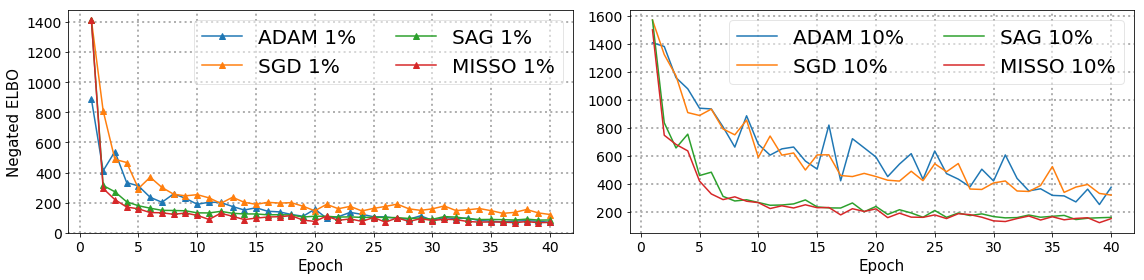 1400
1200
1000
800
600
400
200
0
Negated ELBO
ADAM 1%
SGD 1%
SAG 1%
MISSO 1%
0 5 10 15 20 25 30 35 40
Epoch
1600
1400
1200
1000
800
600
400
200
ADAM 10%
SGD 10%
SAG 10%
MISSO 10%
0 5 10 15 20 25 30 35 40
Epoch